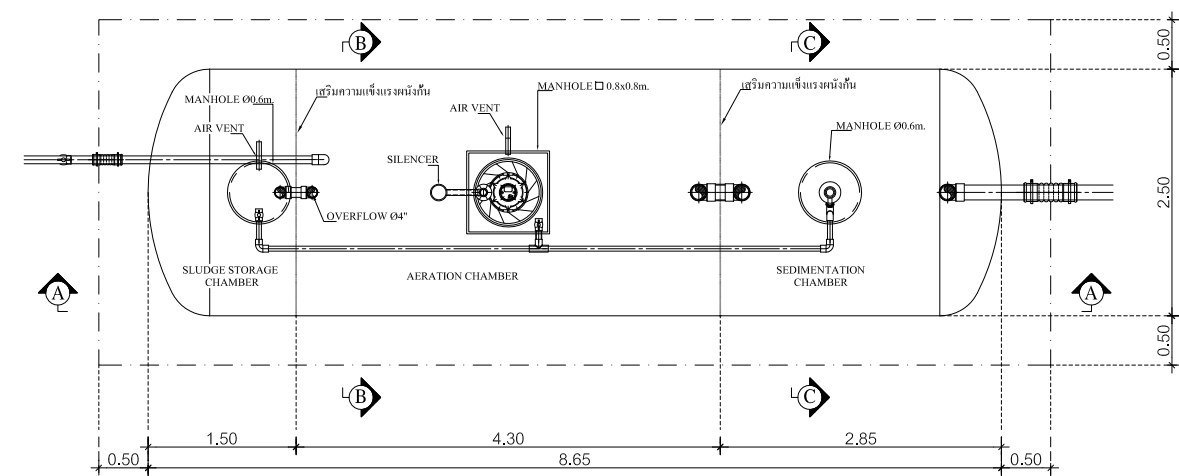 B
C
0.50
MANHOLE Ø0.6m.
เสริมความแข็งแรงผนังกั้น
MANHOLE □ 0.8x0.8m.
เสริมความแข็งแรงผนังกั้น
AIR VENT
AIR VENT
MANHOLE Ø0.6m.
SILENCER
OVERFLOW Ø4"
2.50
SLUDGE STORAGE
CHAMBER
AERATION CHAMBER
SEDIMENTATION
CHAMBER
A
A
0.50
B
C
1.50
4.30
2.85
0.50
8.65
0.50